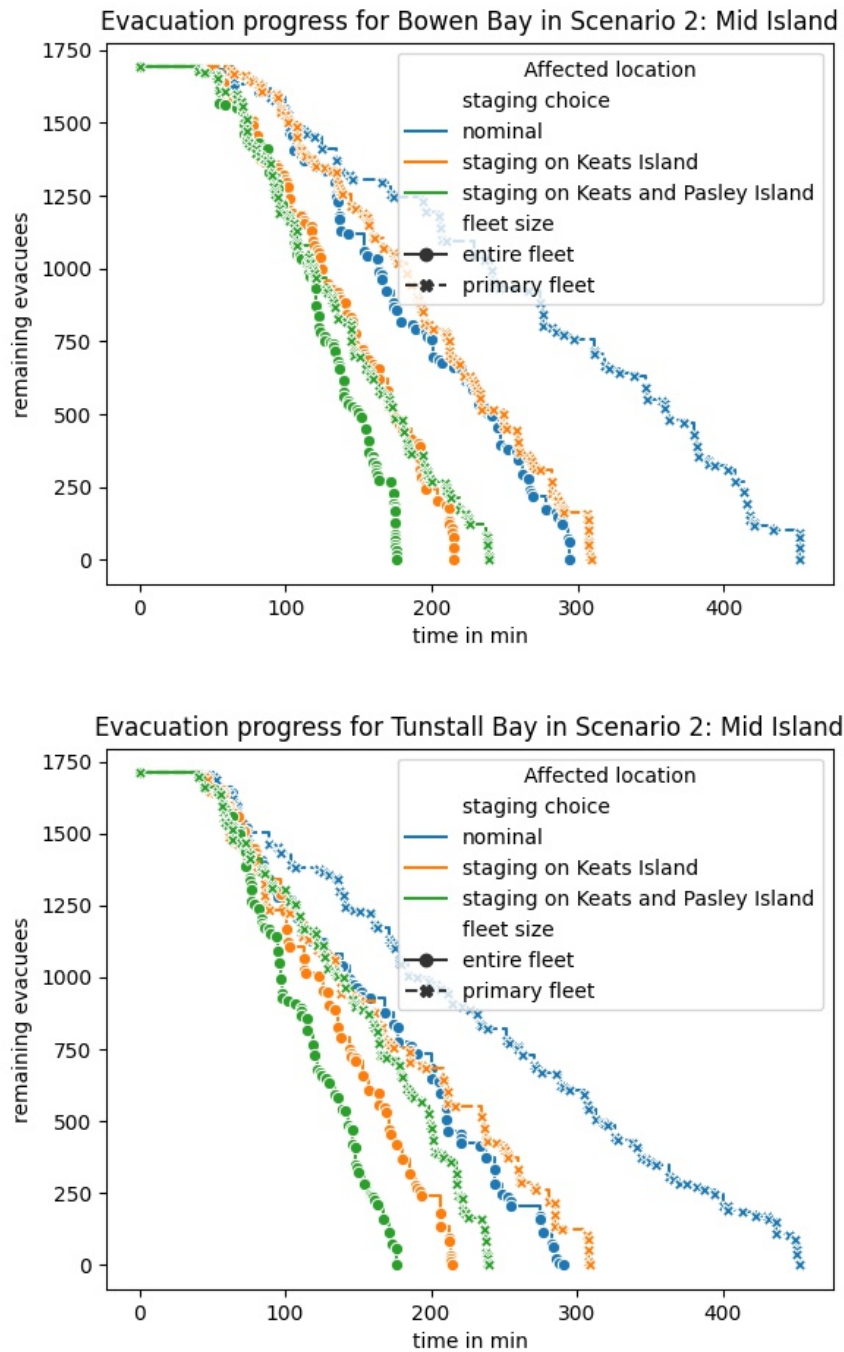 Evacuation progress for Bowen Bay in Scenario 2: Mid Island
1750
1500
1250
1000
750
500
250
0
remaining evacuees
Affected location
staging choice
nominal
staging on Keats Island
staging on Keats and Pasley Island
fleet size
entire fleet
primary fleet
0 100 200 300 400
time in min
Evacuation progress for Tunstall Bay in Scenario 2: Mid Island
1750
1500
1250
1000
750
500
250
0
remaining evacuees
Affected location
staging choice
nominal
staging on Keats Island
staging on Keats and Pasley Island
fleet size
entire fleet
primary fleet
0 100 200 300 400
time in min